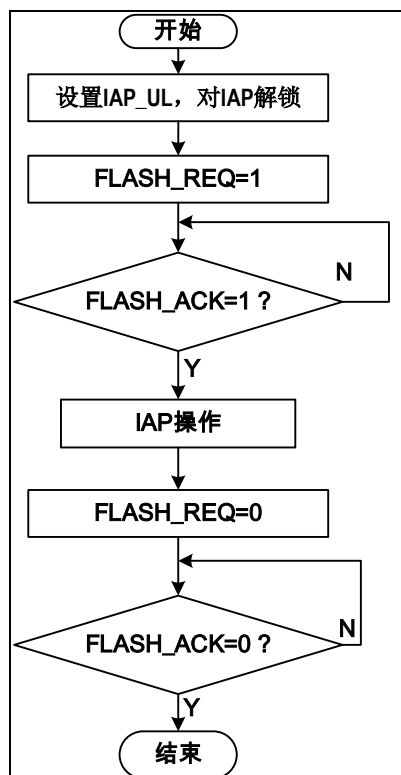 开始
设置IAP_UL，对IAP解锁
FLASH_REQ=1
N
FLASH_ACK=1？
Y
IAP操作
FLASH_REQ=0
N
FLASH_ACK=0？
Y
结束